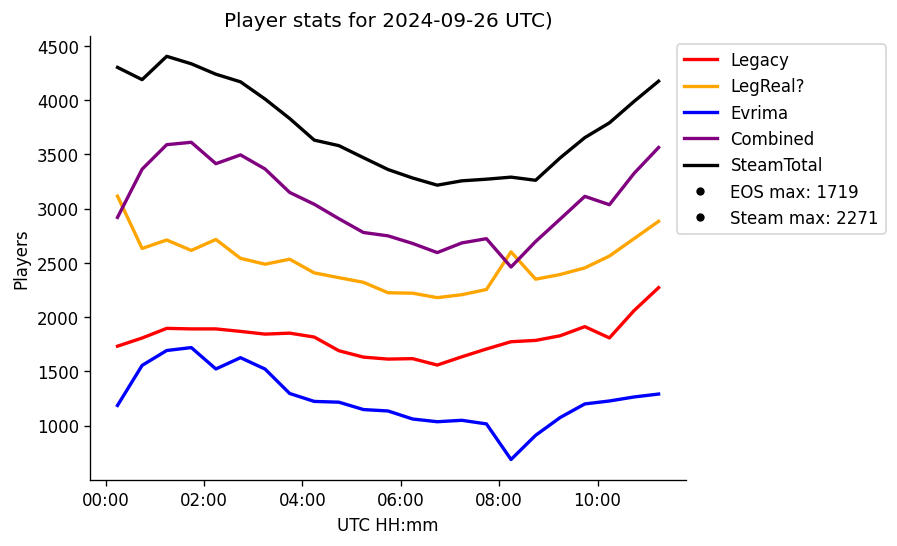 Player stats for 2024-09-26 UTC)
4500
4000
3500
3000
2500
2000
1500
1000
Players
00:00 02:00 04:00 06:00 08:00 10:00
UTC HH:mm
Legacy
LegReal?
Evrima
Combined
SteamTotal
EOS max: 1719
Steam max: 2271